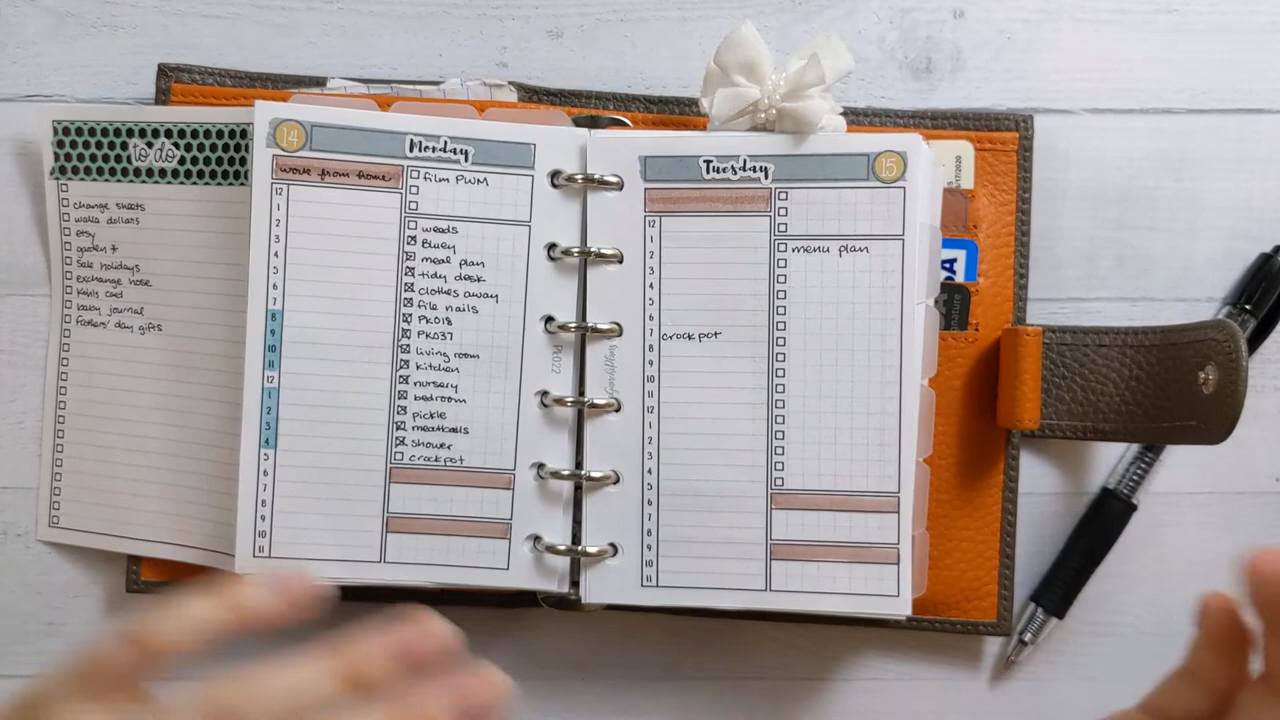 to do
change sheets
walla dollars
etsy
garden *
Sale holidays
exchange hose
Kohls card
baby journal
Fathers' day gifts
14
Monday
work from home
film PWM
weeds
Bluey
meal plan
tidy desk
clothes away
file nails
PK018
PK037
living room
kitchen
nursery
bedroom
pickle
meatballs
shower
crockpot
12
1
2
3
4
5
6
7
8
9
10
11
12
1
2
3
4
5
6
7
8
9
10
11
PK022
Tuesday
15
menu plan
12
1
2
3
4
5
6
7
crockpot
8
9
10
11
12
1
2
3
4
5
6
7
8
9
10
11